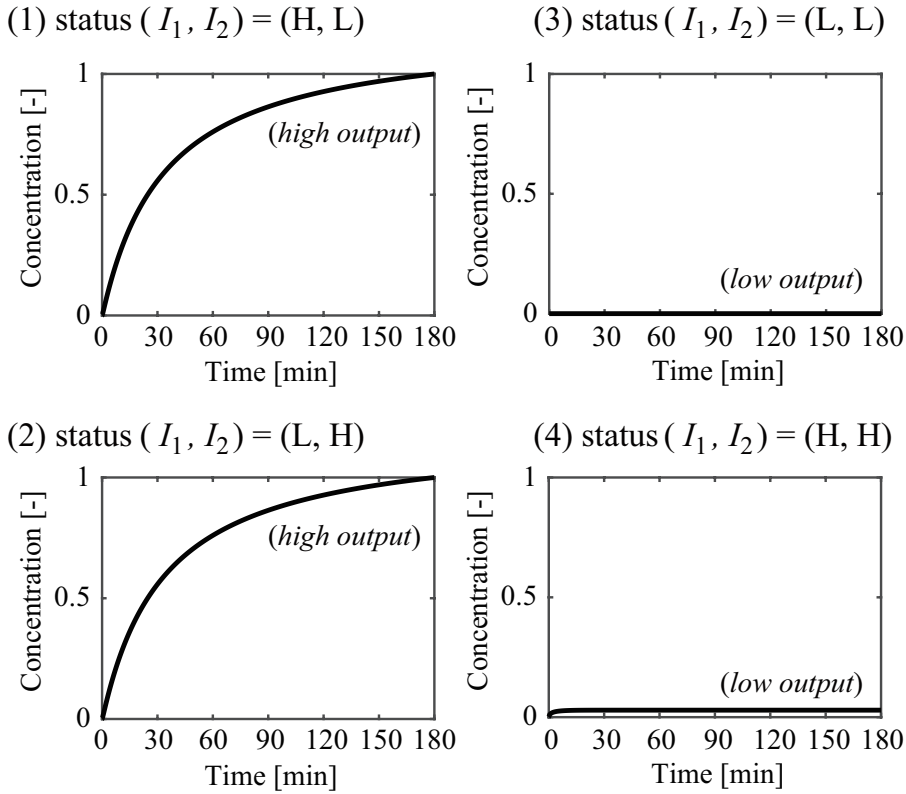 (1) status ( I₁, I₂) = (H, L)
1
0.5
0
Concentration [-]
(high output)
0 30 60 90 120 150 180
Time [min]
(3) status ( I₁, I₂) = (L, L)
1
0.5
0
Concentration [-]
(low output)
0 30 60 90 120 150 180
Time [min]
(2) status ( I₁, I₂) = (L, H)
1
0.5
0
Concentration [-]
(high output)
0 30 60 90 120 150 180
Time [min]
(4) status ( I₁, I₂) = (H, H)
1
0.5
0
Concentration [-]
(low output)
0 30 60 90 120 150 180
Time [min]